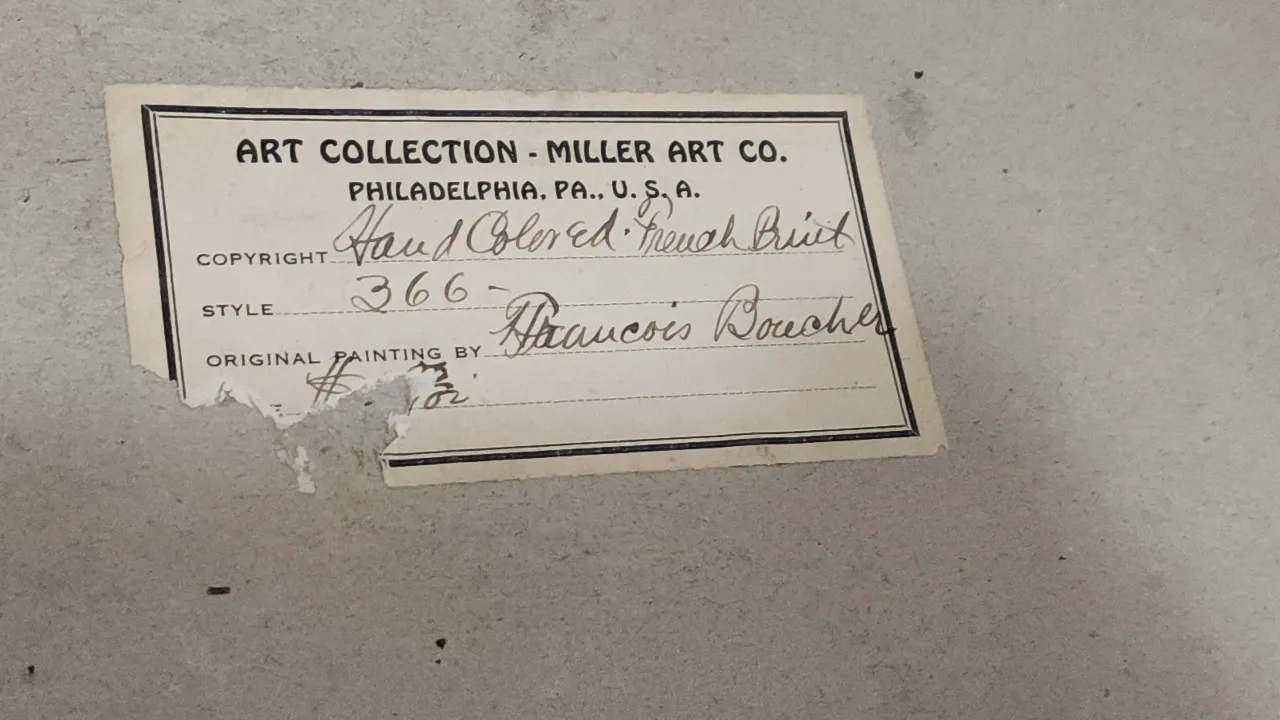 ART COLLECTION - MILLER ART CO.
PHILADELPHIA, PA., U. S. A.
COPYRIGHT Hand Colored. French Print
STYLE 366 -
ORIGINAL PAINTING BY Francois Boucher
$